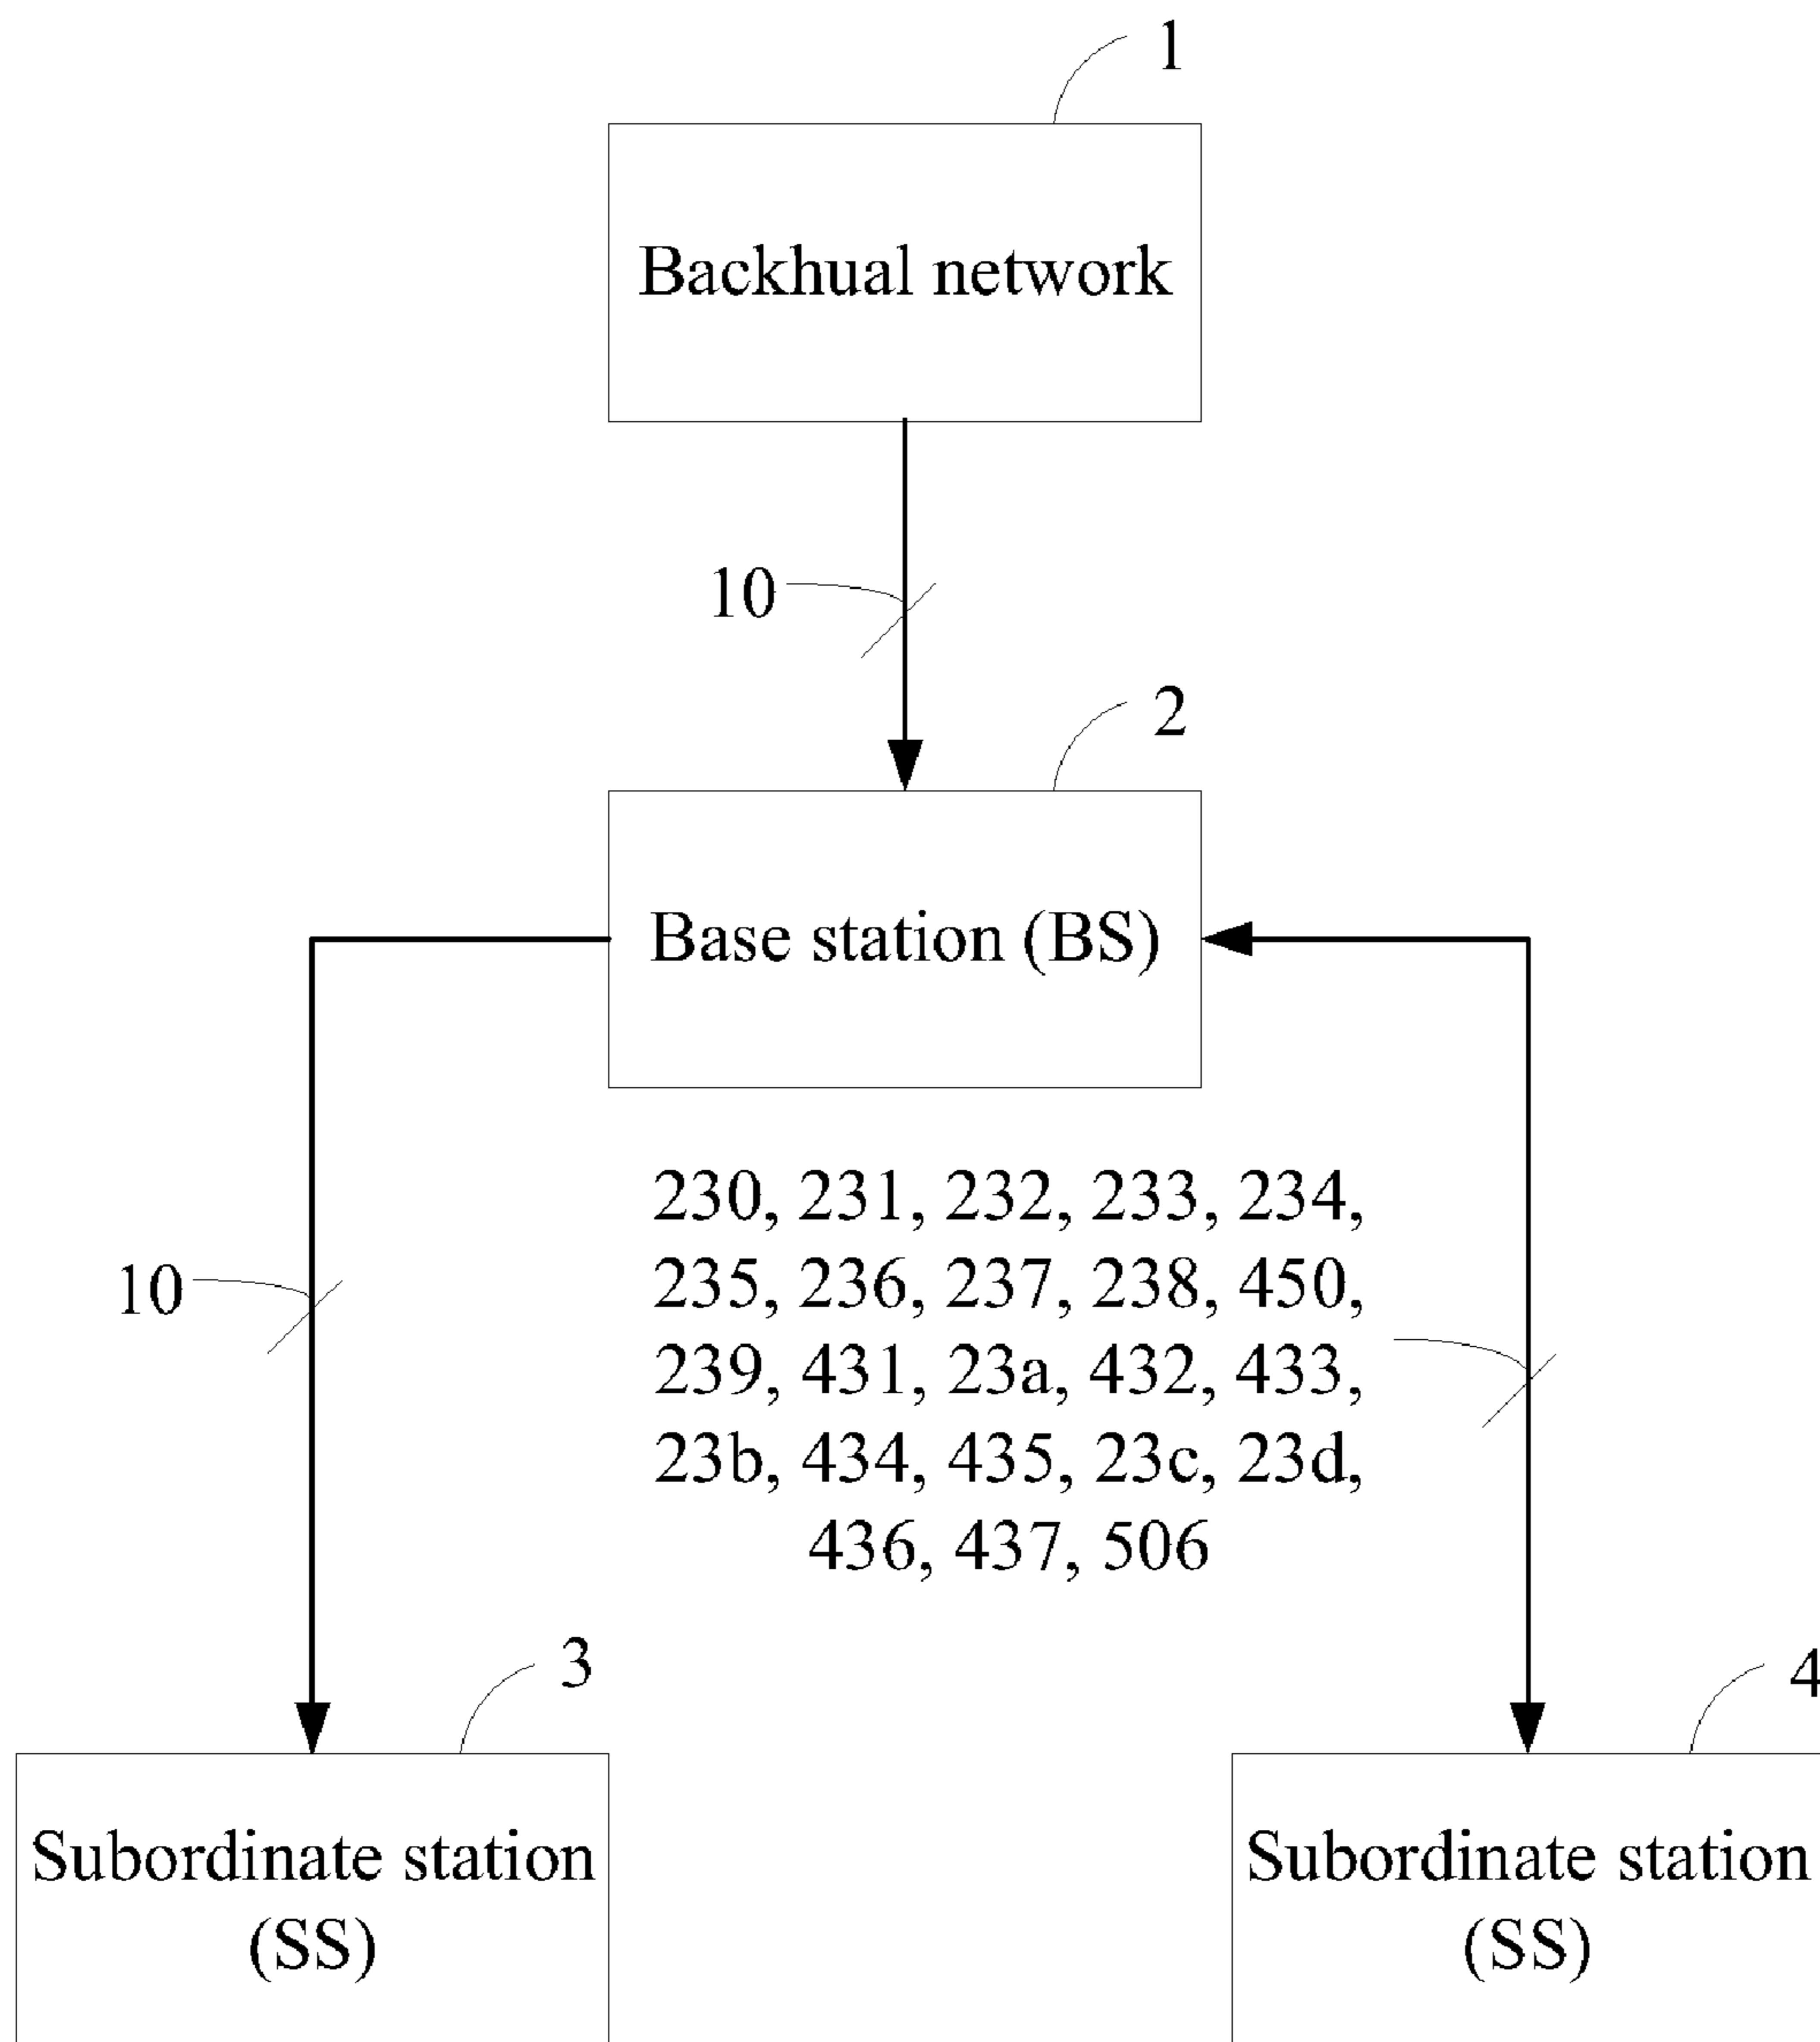 1
Backhual network
10
2
Base station (BS)
230, 231, 232, 233, 234,
235, 236, 237, 238, 450,
10
239, 431, 23a, 432, 433,
23b, 434, 435, 23c, 23d,
436, 437, 506
3
4
Subordinate station
(SS)
Subordinate station
(SS)